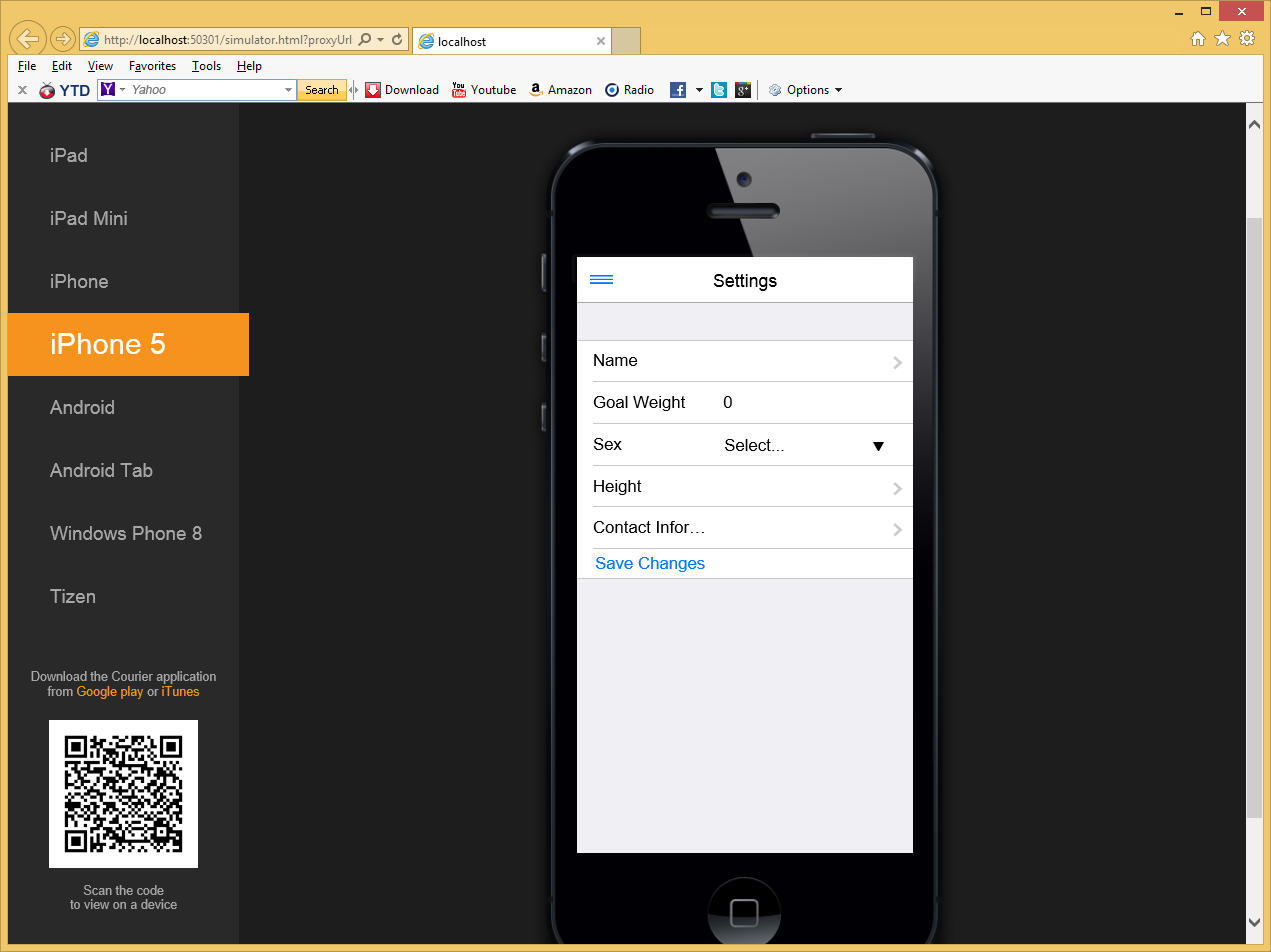 http://localhost:50301/simulator.html?proxyUrl
localhost
File Edit View Favorites Tools Help
YTD Yahoo Search Download You Tube Youtube a Amazon Radio f t g+ Options
iPad
iPad Mini
iPhone
iPhone 5
Android
Android Tab
Windows Phone 8
Tizen
Download the Courier application
from Google play or iTunes
Scan the code
to view on a device
Settings
Name
Goal Weight 0
Sex Select...
Height
Contact Infor...
Save Changes